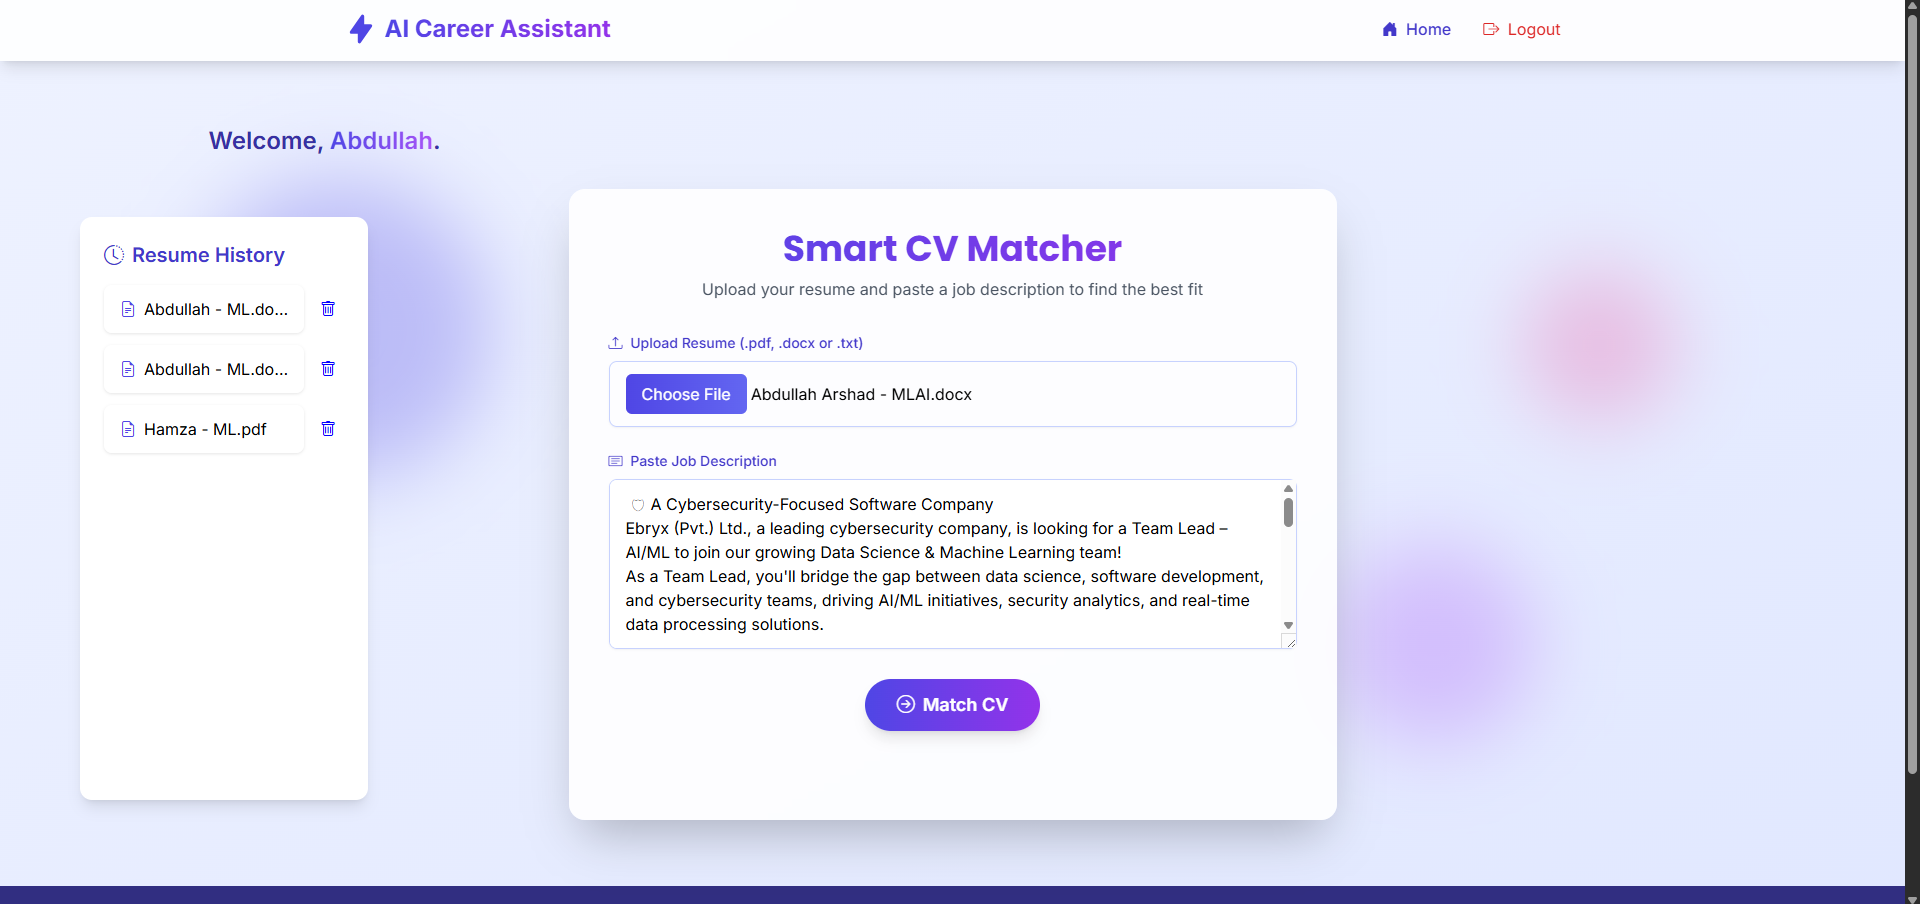 AI Career Assistant
Home
Logout
Welcome, Abdullah.
Resume History
Abdullah - ML.do...
Abdullah - ML.do...
Hamza - ML.pdf
Smart CV Matcher
Upload your resume and paste a job description to find the best fit
Upload Resume (.pdf, .docx or .txt)
Choose File Abdullah Arshad - MLAI.docx
Paste Job Description
A Cybersecurity-Focused Software Company
Ebryx (Pvt.) Ltd., a leading cybersecurity company, is looking for a Team Lead –
AI/ML to join our growing Data Science & Machine Learning team!
As a Team Lead, you'll bridge the gap between data science, software development,
and cybersecurity teams, driving AI/ML initiatives, security analytics, and real-time
data processing solutions.
Match CV